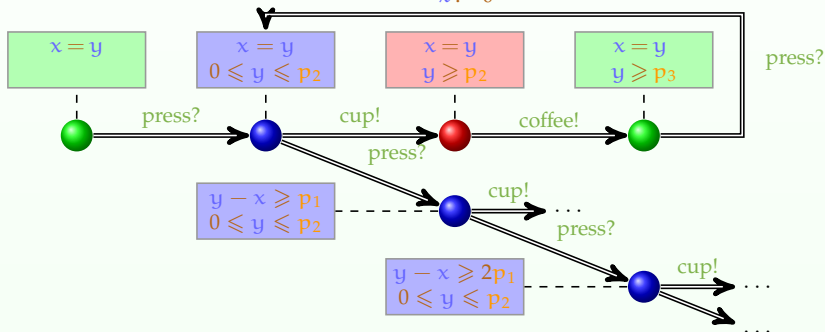 x = y
x = y
0 ⩽ y ⩽ p₂
x = y
y ⩾ p₂
x = y
y ⩾ p₃
press?
press?
cup!
coffee!
press?
y − x ⩾ p₁
0 ⩽ y ⩽ p₂
cup!
...
press?
y − x ⩾ 2p₁
0 ⩽ y ⩽ p₂
cup!
...
...